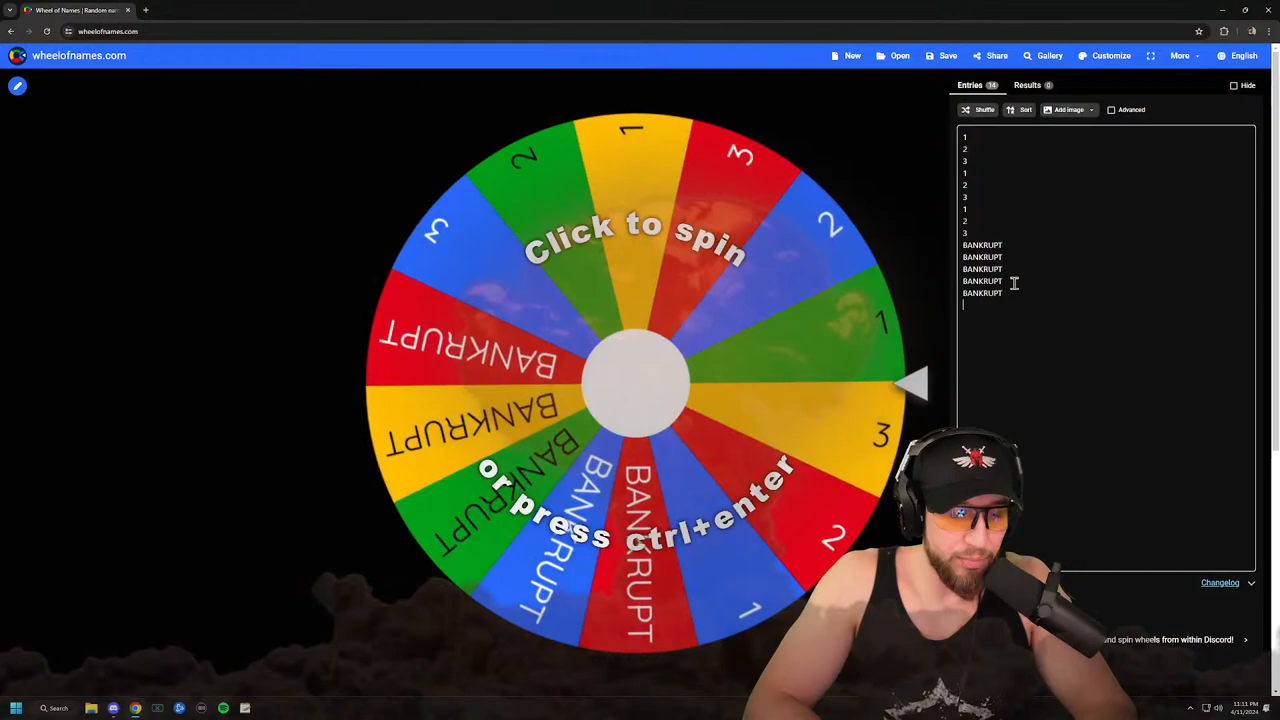 Wheel of Names | Random nam
wheelofnames.com
wheelofnames.com
New
Open
Save
Share
Gallery
Customize
More
English
Entries 14
Results 0
Hide
Shuffle
Sort
Add image
Advanced
1
2
3
1
2
3
1
2
3
BANKRUPT
BANKRUPT
BANKRUPT
BANKRUPT
BANKRUPT
1
3
2
1
3
2
1
BANKRUPT
BANKRUPT
BANKRUPT
BANKRUPT
BANKRUPT
3
2
Click to spin
or press ctrl+enter
Changelog
and spin wheels from within Discord!
Search
11:11 PM
4/11/2024